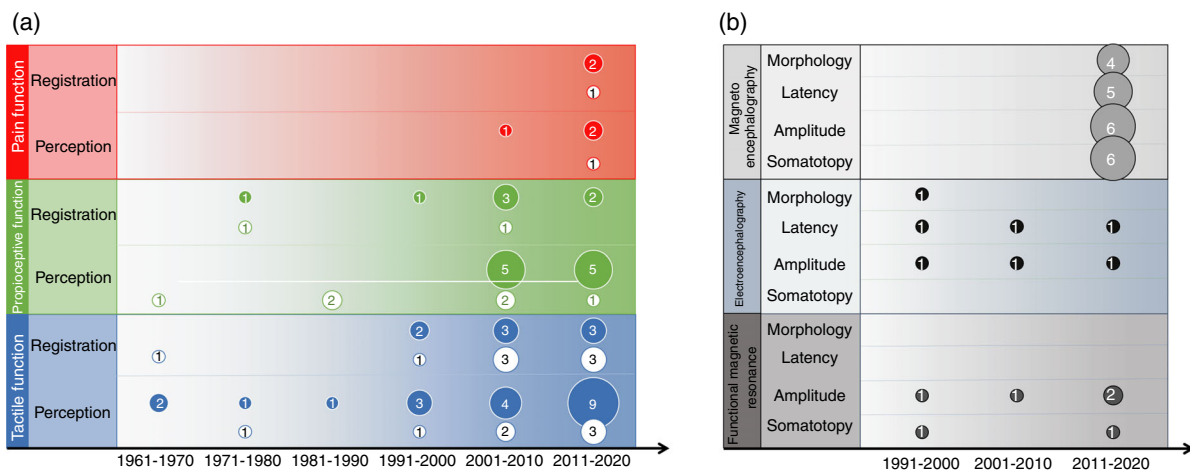 (a)
Pain function
Registration
2
1
Perception
1 2
1
Propioceptive function
Registration
1 1 3 2
1 1
Perception
5 5
1 2 2 1
Tactile function
Registration
2 3 3
1 1 3 3
Perception
2 1 1 3 4 9
1 1 2 3
1961-1970 1971-1980 1981-1990 1991-2000 2001-2010 2011-2020
(b)
Magneto
encephalography
Morphology 4
Latency 5
Amplitude 6
Somatotopy 6
Electroencephalography
Morphology 1
Latency 1 1 1
Amplitude 1 1 1
Somatotopy
Functional magnetic
resonance
Morphology
Latency
Amplitude 1 1 2
Somatotopy 1 1
1991-2000 2001-2010 2011-2020